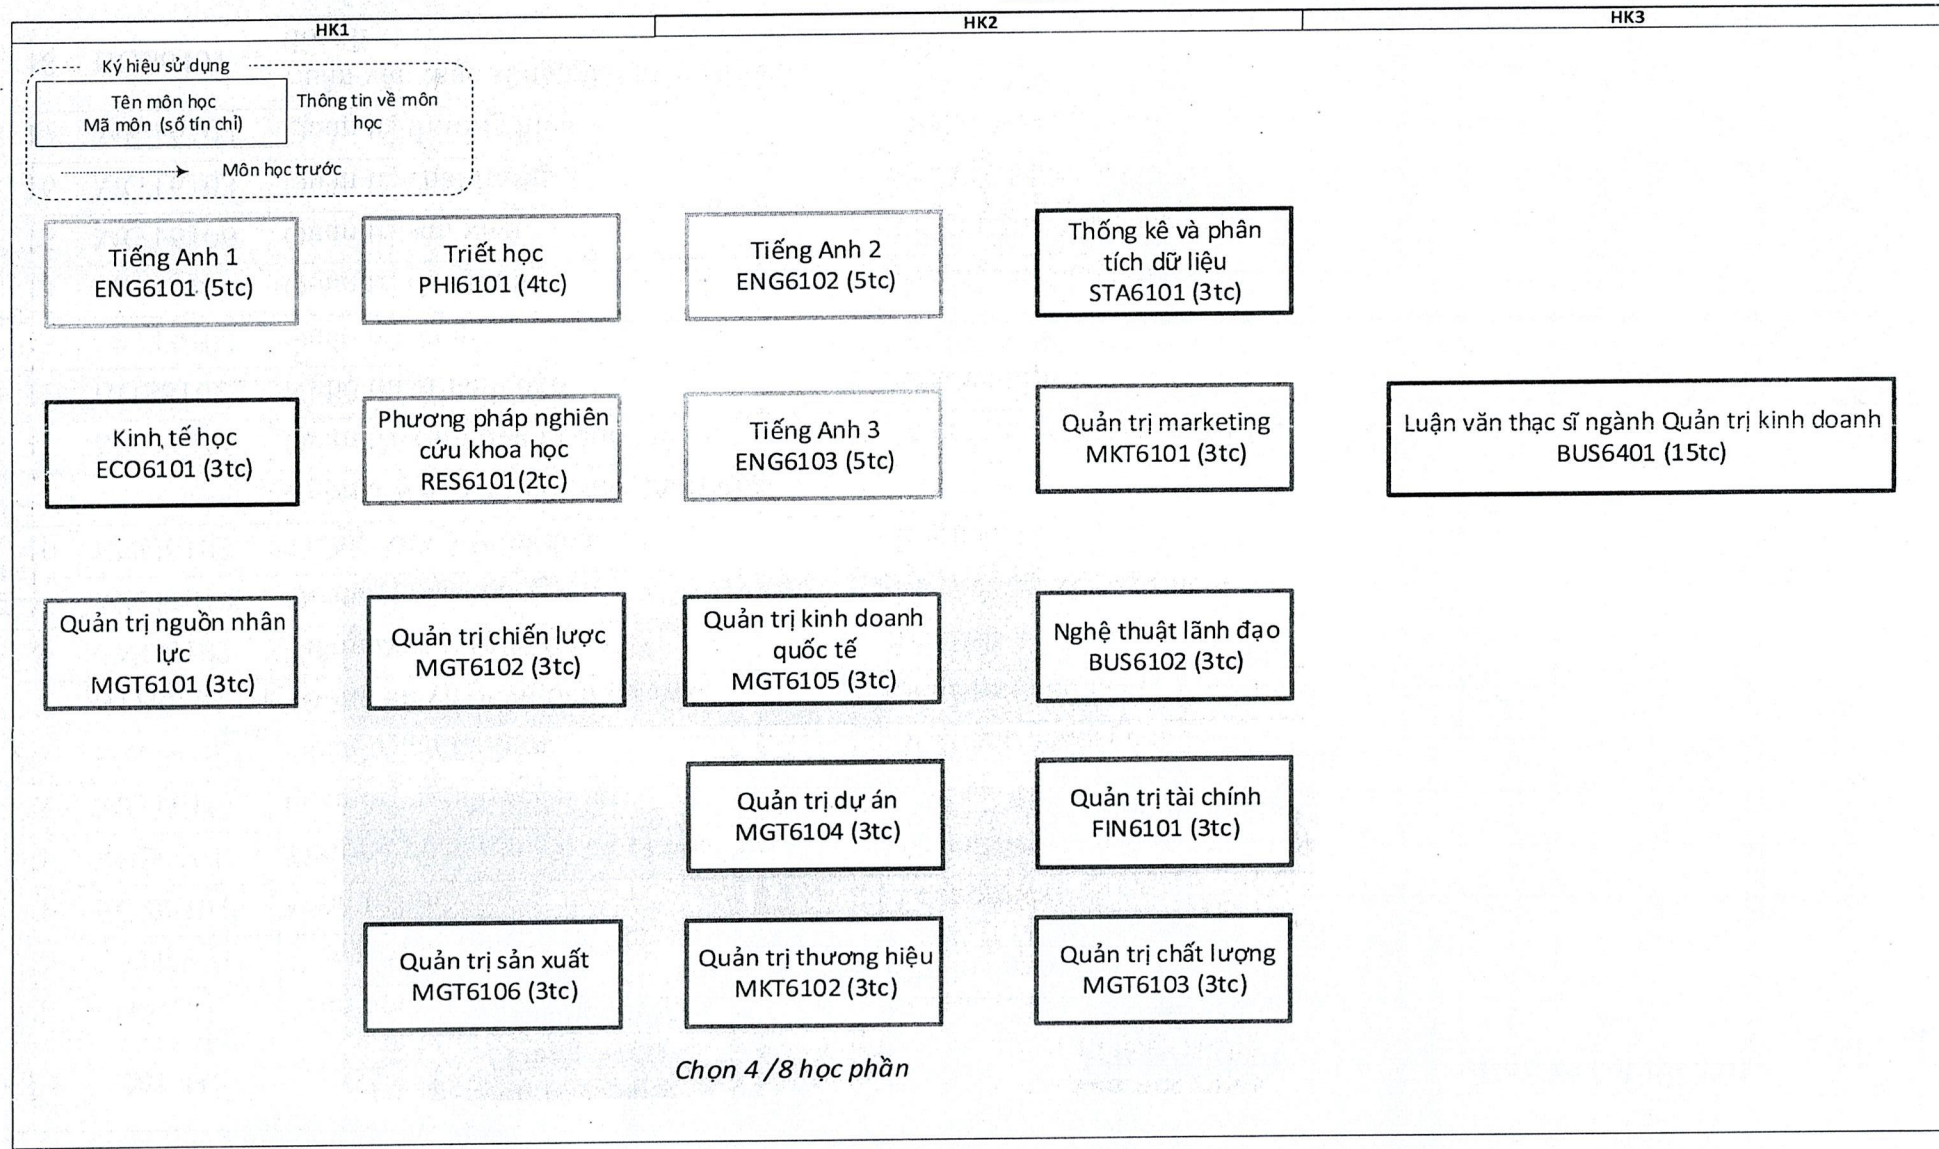 HK1
HK2
HK3
Ký hiệu sử dụng
Tên môn học
Mã môn (số tín chỉ)
Thông tin về môn
học
Môn học trước
Tiếng Anh 1
ENG6101 (5tc)
Triết học
PHI6101 (4tc)
Tiếng Anh 2
ENG6102 (5tc)
Thống kê và phân
tích dữ liệu
STA6101 (3tc)
Kinh tế học
ECO6101 (3tc)
Phương pháp nghiên
cứu khoa học
RES6101(2tc)
Tiếng Anh 3
ENG6103 (5tc)
Quản trị marketing
MKT6101 (3tc)
Luận văn thạc sĩ ngành Quản trị kinh doanh
BUS6401 (15tc)
Quản trị nguồn nhân
lực
MGT6101 (3tc)
Quản trị chiến lược
MGT6102 (3tc)
Quản trị kinh doanh
quốc tế
MGT6105 (3tc)
Nghệ thuật lãnh đạo
BUS6102 (3tc)
Quản trị dự án
MGT6104 (3tc)
Quản trị tài chính
FIN6101 (3tc)
Quản trị sản xuất
MGT6106 (3tc)
Quản trị thương hiệu
MKT6102 (3tc)
Quản trị chất lượng
MGT6103 (3tc)
Chọn 4/8 học phần